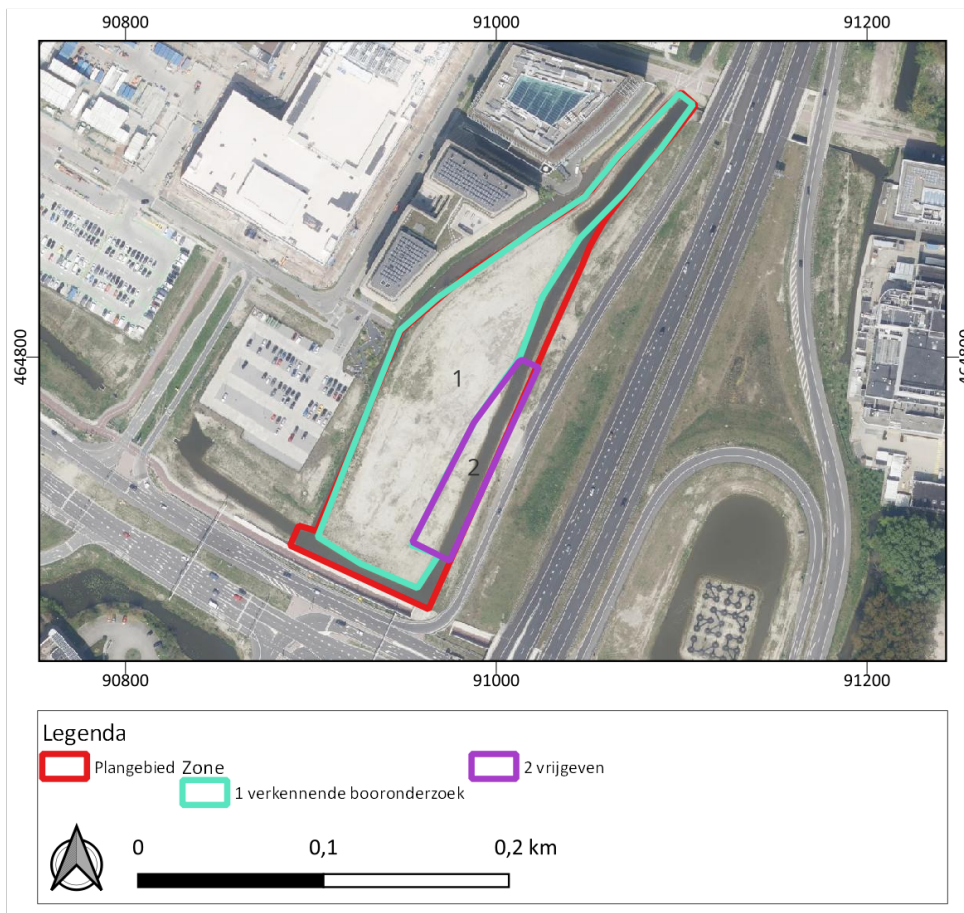 90800 91000 91200
464800 464800
1
2
90800 91000 91200
Legenda
Plangebied Zone 2 vrijgeven
1 verkennende booronderzoek
0 0,1 0,2 km